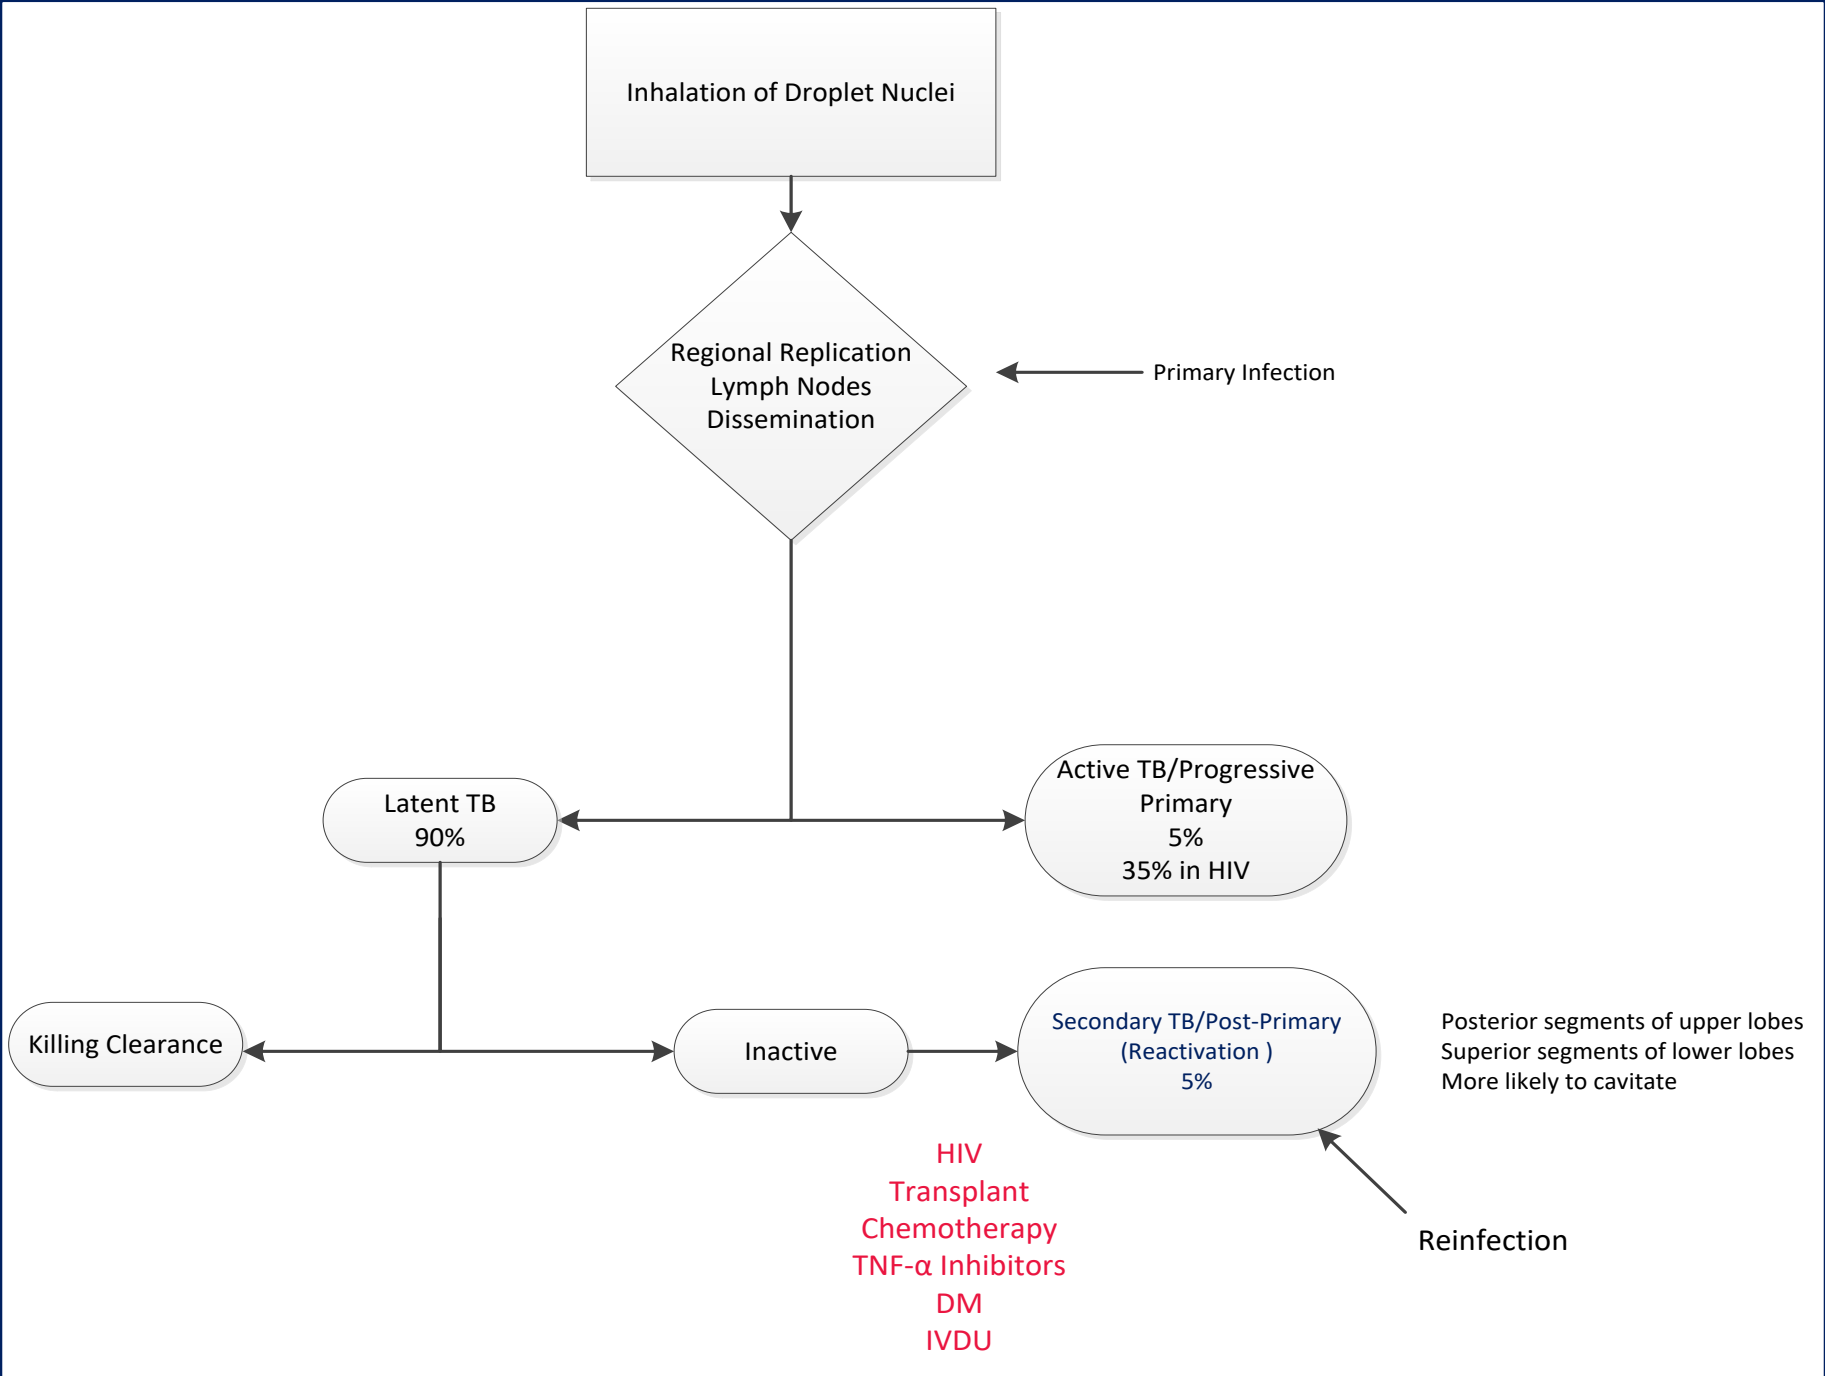 Inhalation of Droplet Nuclei
Regional Replication
Lymph Nodes
Dissemination
Primary Infection
Latent TB
90%
Active TB/Progressive
Primary
5%
35% in HIV
Killing Clearance
Inactive
Secondary TB/Post-Primary
(Reactivation )
5%
Posterior segments of upper lobes
Superior segments of lower lobes
More likely to cavitate
HIV
Transplant
Chemotherapy
TNF-α Inhibitors
DM
IVDU
Reinfection